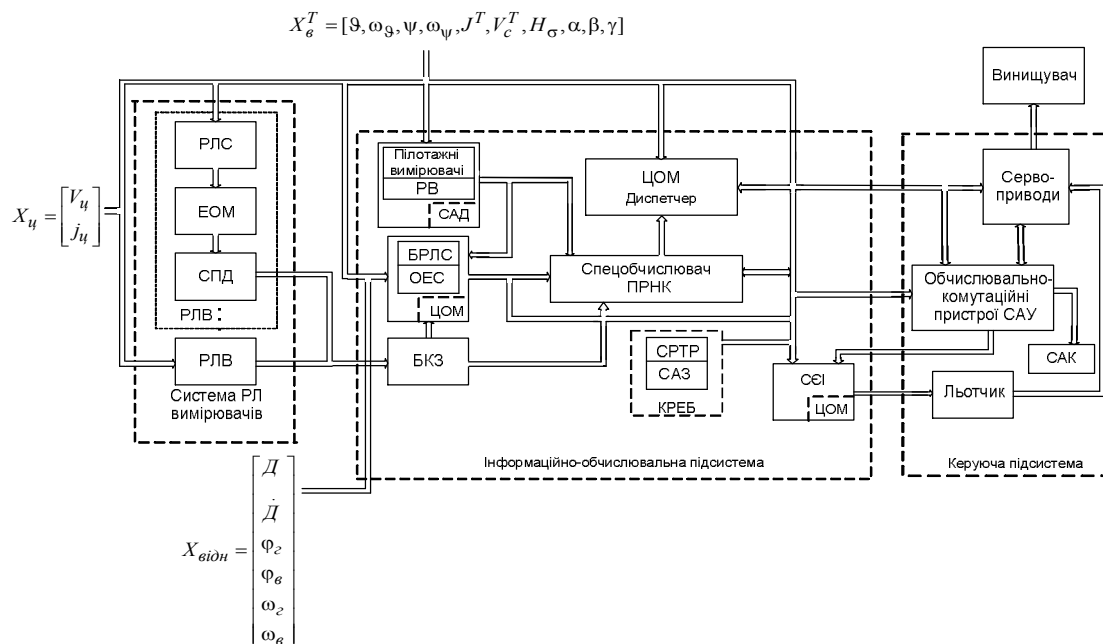 X_в^T = [ϑ, ω_ϑ, ψ, ω_ψ, J^T, V_c^T, H_σ, α, β, γ]
X_ц = [V_ц
j_ц]
РЛС
ЕОМ
СПД
РЛВ
РЛВ
Система РЛ
вимірювачів
Пілотажні
вимірювачі
РВ
САД
БРЛС
ОЕС
ЦОМ
БКЗ
ЦОМ
Диспетчер
Спецобчислювач
ПРНК
СРТР
САЗ
КРЕБ
СЄІ
ЦОМ
Інформаційно-обчислювальна підсистема
Винищувач
Серво-
приводи
Обчислювально-
комутаційні
пристрої САУ
САК
Льотчик
Керуюча підсистема
X_відн = [Д
Д̇
φ_г
φ_в
ω_г
ω_в]